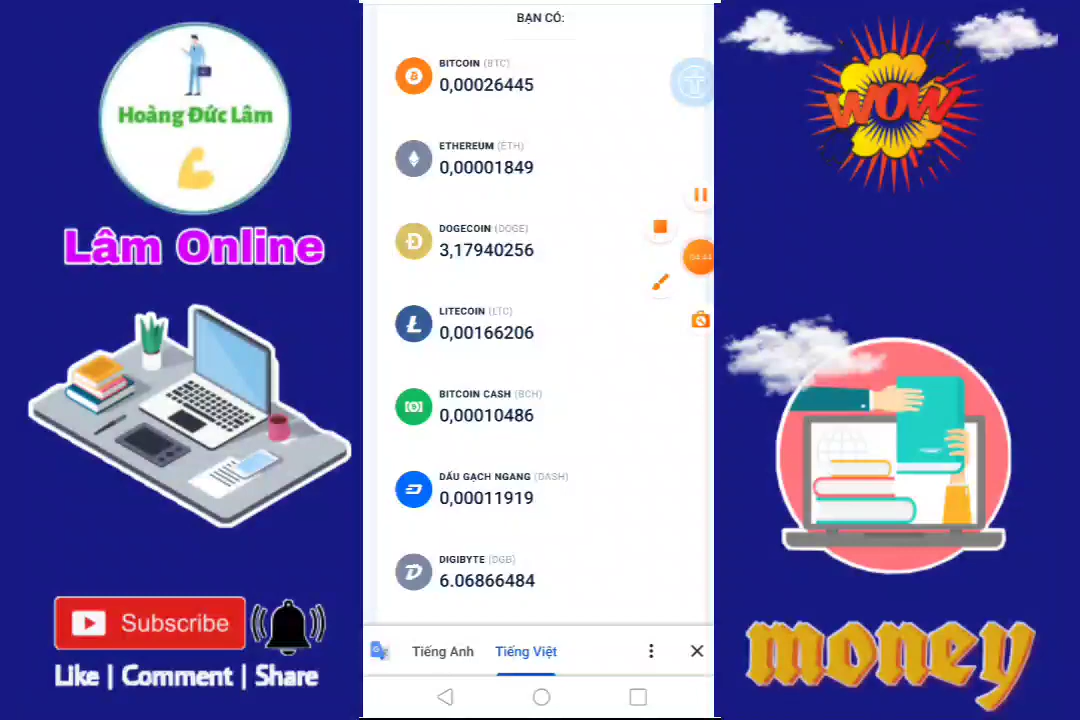 Hoàng Đức Lâm
Lâm Online
Subscribe
Like | Comment | Share
BẠN CÓ:
BITCOIN (BTC)
0,00026445
ETHEREUM (ETH)
0,00001849
DOGECOIN (DOGE)
3,17940256
LITECOIN (LTC)
0,00166206
BITCOIN CASH (BCH)
0,00010486
DẤU GẠCH NGANG (DASH)
0,00011919
DIGIBYTE (DGB)
6.06866484
04:44
Tiếng Anh Tiếng Việt
WOW
money